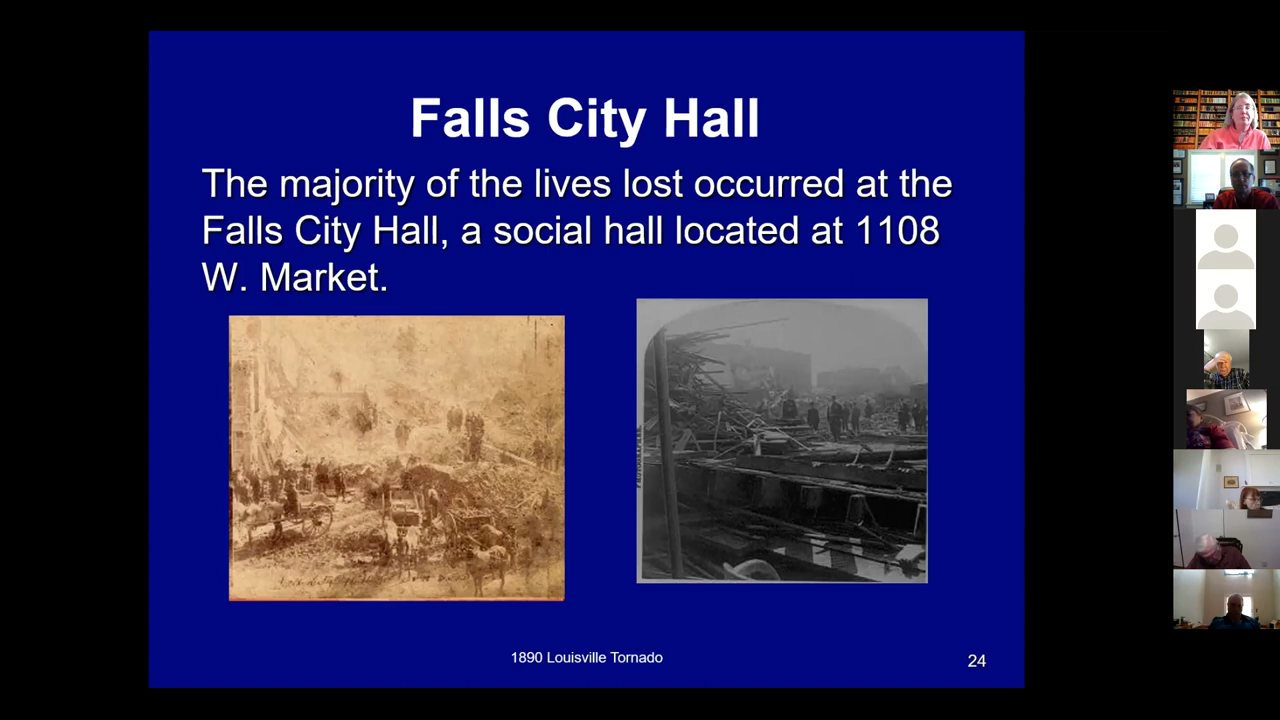 Falls City Hall
The majority of the lives lost occurred at the
Falls City Hall, a social hall located at 1108
W. Market.
1890 Louisville Tornado
24